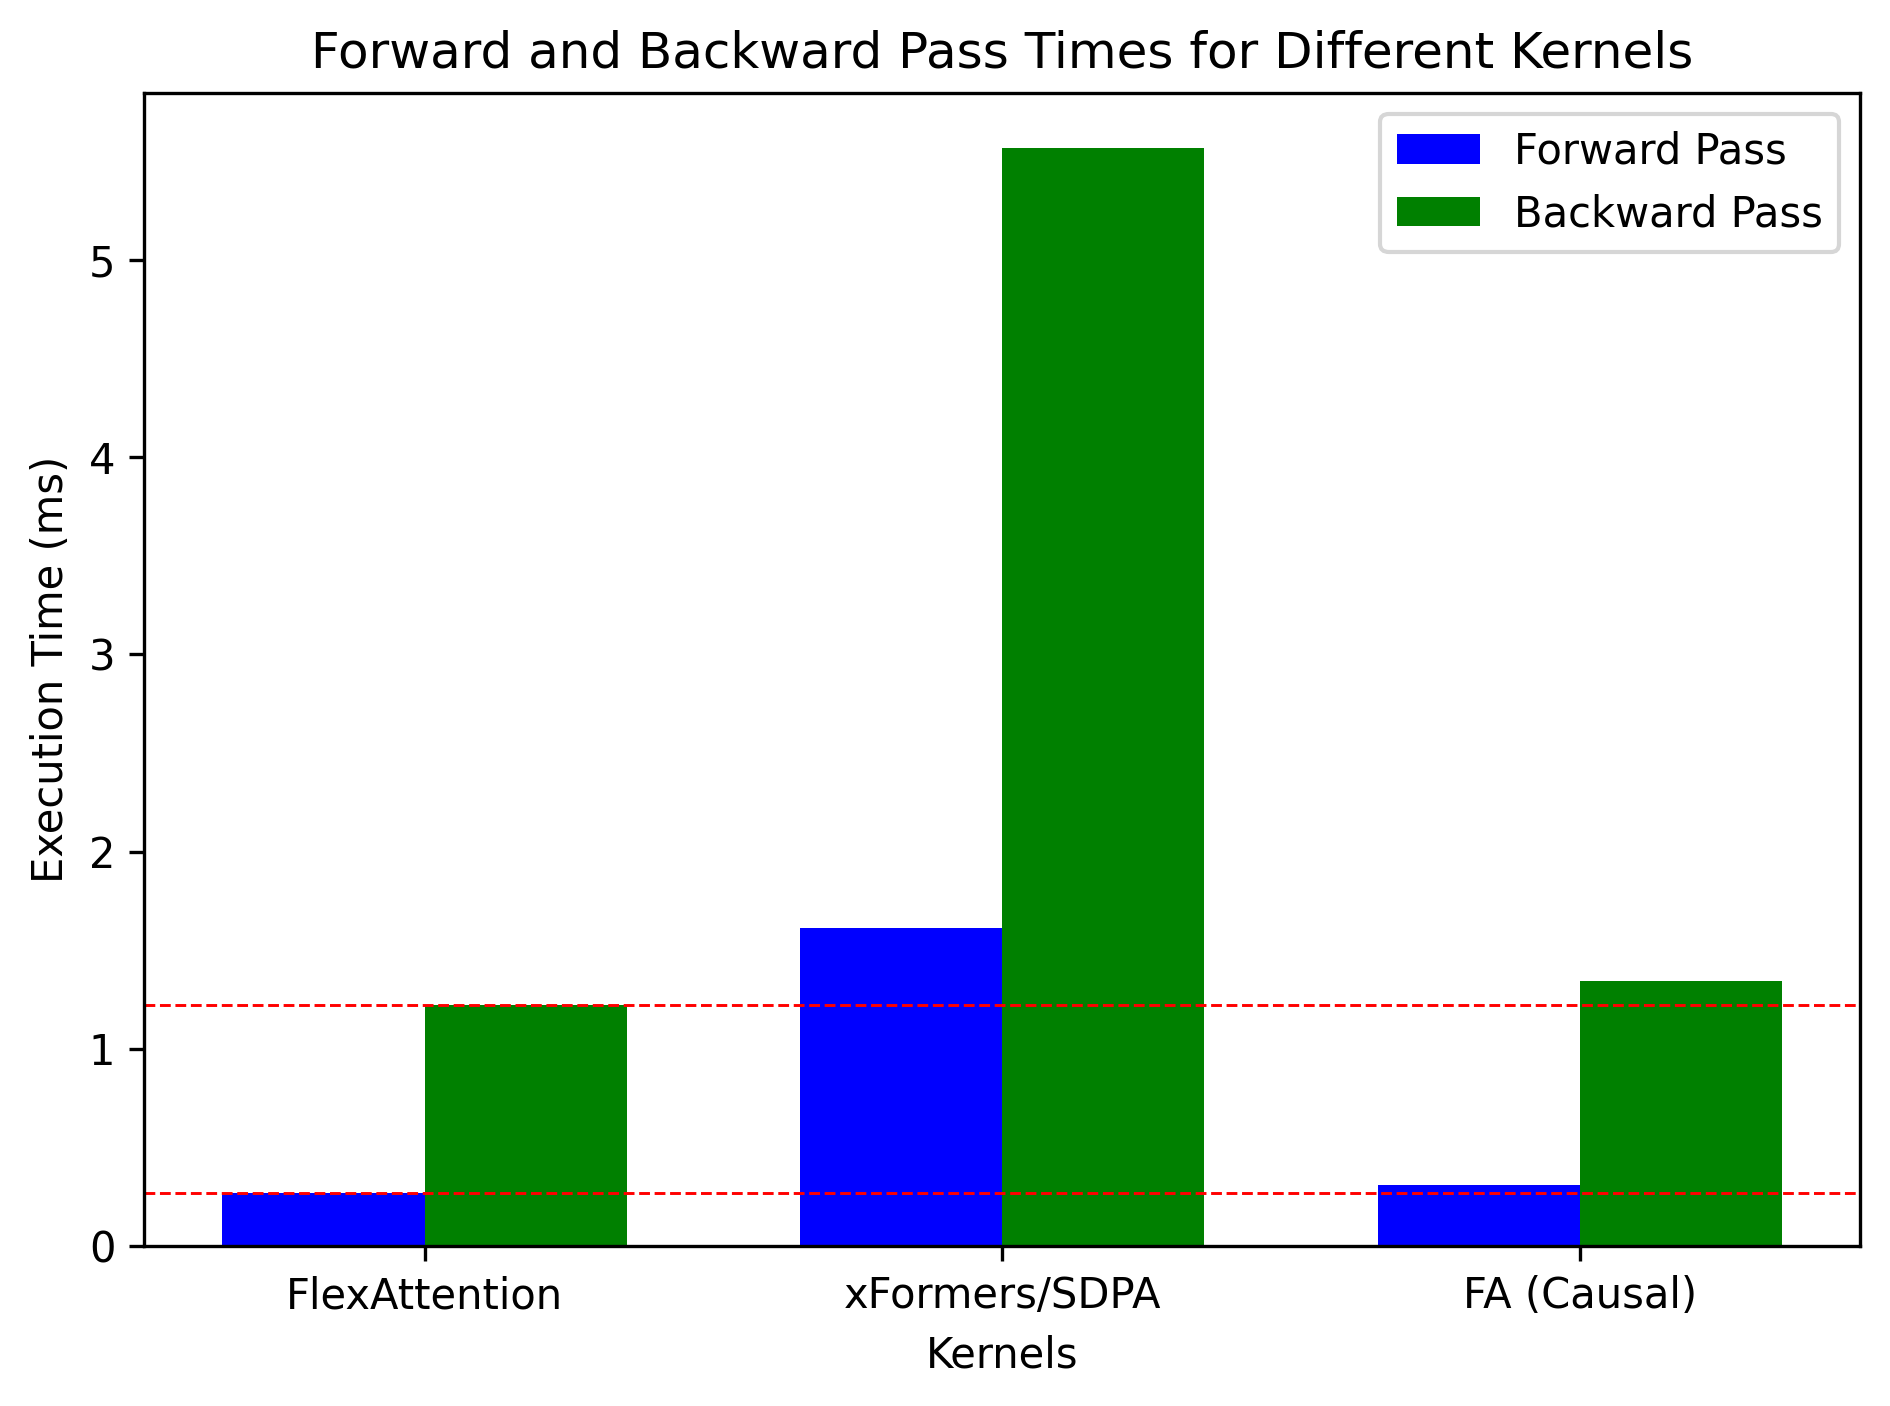 Forward and Backward Pass Times for Different Kernels
Forward Pass
Backward Pass
Execution Time (ms)
5
4
3
2
1
0
FlexAttention
xFormers/SDPA
FA (Causal)
Kernels